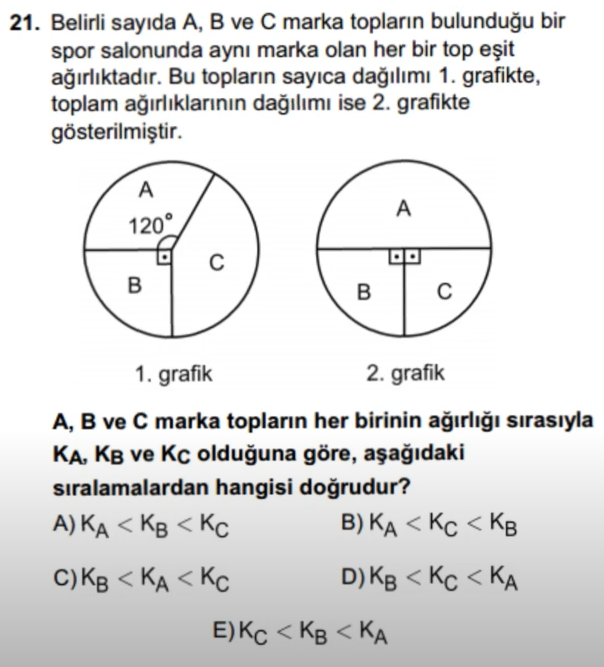 21. Belirli sayıda A, B ve C marka topların bulunduğu bir
spor salonunda aynı marka olan her bir top eşit
ağırlıktadır. Bu topların sayıca dağılımı 1. grafikte,
toplam ağırlıklarının dağılımı ise 2. grafikte
gösterilmiştir.
A
120°
C
B
A
B
C
1. grafik
2. grafik
A, B ve C marka topların her birinin ağırlığı sırasıyla
KA, KB ve KC olduğuna göre, aşağıdaki
sıralamalardan hangisi doğrudur?
A) KA < KB < KC
B) KA < KC < KB
C) KB < KA < KC
D) KB < KC < KA
E) KC < KB < KA